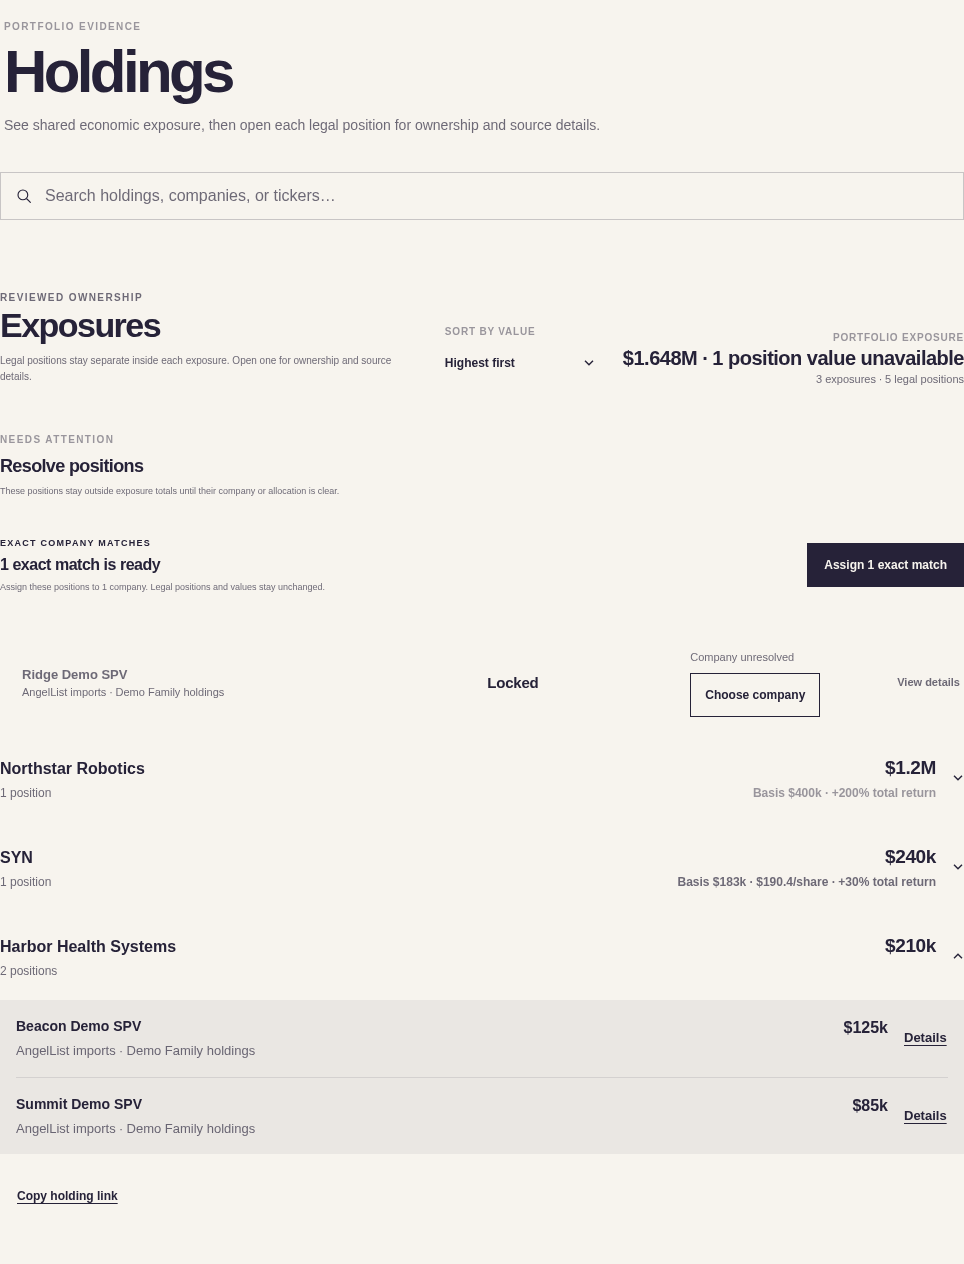 PORTFOLIO EVIDENCE
Holdings
See shared economic exposure, then open each legal position for ownership and source details.
Search holdings, companies, or tickers…
REVIEWED OWNERSHIP
Exposures
Legal positions stay separate inside each exposure. Open one for ownership and source
details.
SORT BY VALUE
Highest first
PORTFOLIO EXPOSURE
$1.648M · 1 position value unavailable
3 exposures · 5 legal positions
NEEDS ATTENTION
Resolve positions
These positions stay outside exposure totals until their company or allocation is clear.
EXACT COMPANY MATCHES
1 exact match is ready
Assign these positions to 1 company. Legal positions and values stay unchanged.
Assign 1 exact match
Ridge Demo SPV
AngelList imports · Demo Family holdings
Locked
Company unresolved
Choose company
View details
Northstar Robotics
1 position
$1.2M
Basis $400k · +200% total return
SYN
1 position
$240k
Basis $183k · $190.4/share · +30% total return
Harbor Health Systems
2 positions
$210k
Beacon Demo SPV
AngelList imports · Demo Family holdings
$125k
Details
Summit Demo SPV
AngelList imports · Demo Family holdings
$85k
Details
Copy holding link